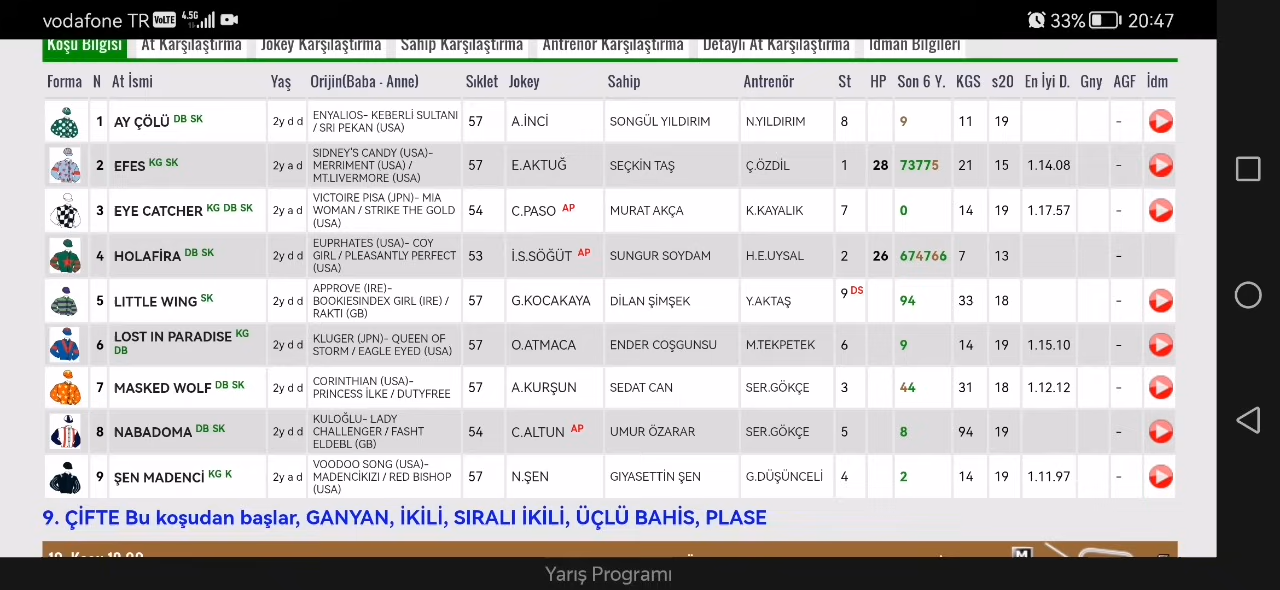 vodafone TR VoLTE 4.5G 33% 20:47
Koşu Bilgisi At Karşılaştırma Jokey Karşılaştırma Sahip Karşılaştırma Antrenör Karşılaştırma Detaylı At Karşılaştırma İdman Bilgileri
Forma N At İsmi Yaş Orijin(Baba - Anne) Sıklet Jokey Sahip Antrenör St HP Son 6 Y. KGS s20 En İyi D. Gny AGF İdm
1 AY ÇÖLÜ DB SK 2y d d ENYALIOS- KEBERLİ SULTANI / SRI PEKAN (USA) 57 A.İNCİ SONGÜL YILDIRIM N.YILDIRIM 8 9 11 19 -
2 EFES KG SK 2y a d SIDNEY'S CANDY (USA)- MERRIMENT (USA) / MT.LIVERMORE (USA) 57 E.AKTUĞ SEÇKİN TAŞ Ç.ÖZDİL 1 28 73775 21 15 1.14.08 -
3 EYE CATCHER KG DB SK 2y a d VICTOIRE PISA (JPN)- MIA WOMAN / STRIKE THE GOLD (USA) 54 C.PASO AP MURAT AKÇA K.KAYALIK 7 0 14 19 1.17.57 -
4 HOLAFİRA DB SK 2y d d EUPRHATES (USA)- COY GIRL / PLEASANTLY PERFECT (USA) 53 İ.S.SÖĞÜT AP SUNGUR SOYDAM H.E.UYSAL 2 26 674766 7 13 -
5 LITTLE WING SK 2y d d APPROVE (IRE)- BOOKIESINDEX GIRL (IRE) / RAKTI (GB) 57 G.KOCAKAYA DİLAN ŞİMŞEK Y.AKTAŞ 9 DS 94 33 18 -
6 LOST IN PARADISE KG DB 2y d d KLUGER (JPN)- QUEEN OF STORM / EAGLE EYED (USA) 57 O.ATMACA ENDER COŞGUNSU M.TEKPETEK 6 9 14 19 1.15.10 -
7 MASKED WOLF DB SK 2y d d CORINTHIAN (USA)- PRINCESS İLKE / DUTYFREE 57 A.KURŞUN SEDAT CAN SER.GÖKÇE 3 44 31 18 1.12.12 -
8 NABADOMA DB SK 2y d d KULOĞLU- LADY CHALLENGER / FASHT ELDEBL (GB) 54 C.ALTUN AP UMUR ÖZARAR SER.GÖKÇE 5 8 94 19 -
9 ŞEN MADENCİ KG K 2y a d VOODOO SONG (USA)- MADENCİKIZI / RED BISHOP (USA) 57 N.ŞEN GIYASETTİN ŞEN G.DÜŞÜNCELİ 4 2 14 19 1.11.97 -
9. ÇİFTE Bu koşudan başlar, GANYAN, İKİLİ, SIRALI İKİLİ, ÜÇLÜ BAHİS, PLASE
M
Yarış Programı